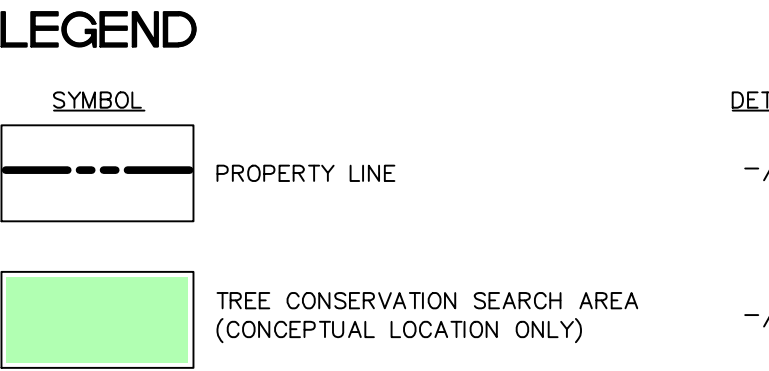 LEGEND
SYMBOL
PROPERTY LINE
TREE CONSERVATION SEARCH AREA
(CONCEPTUAL LOCATION ONLY)